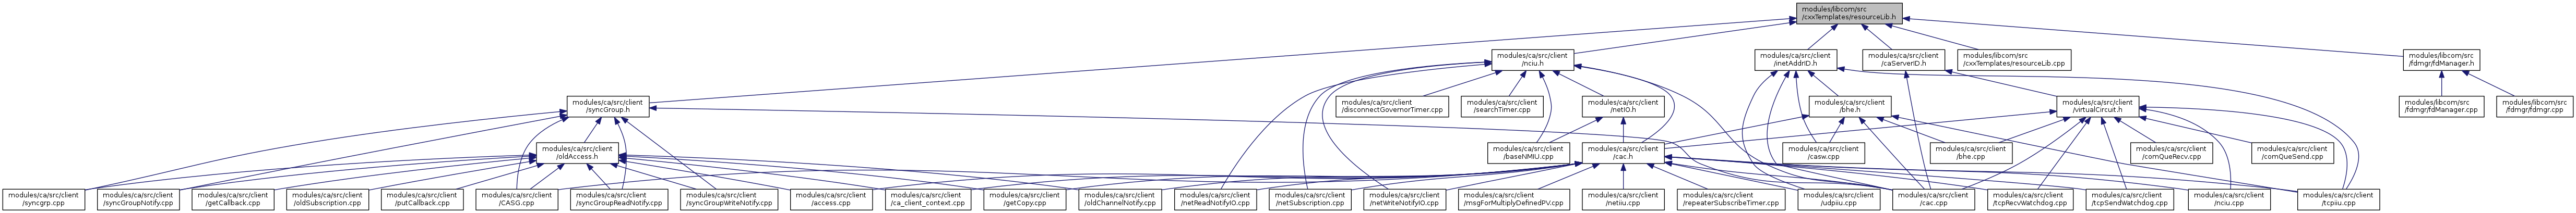 modules/libcom/src
/cxxTemplates/resourceLib.h
modules/ca/src/client
/nciu.h
modules/ca/src/client
/inetAddrID.h
modules/ca/src/client
/caServerID.h
modules/libcom/src
/cxxTemplates/resourceLib.cpp
modules/libcom/src
/fdmgr/fdManager.h
modules/ca/src/client
/syncGroup.h
modules/ca/src/client
/disconnectGovernorTimer.cpp
modules/ca/src/client
/searchTimer.cpp
modules/ca/src/client
/netIO.h
modules/ca/src/client
/bhe.h
modules/ca/src/client
/virtualCircuit.h
modules/libcom/src
/fdmgr/fdManager.cpp
modules/libcom/src
/fdmgr/fdmgr.cpp
modules/ca/src/client
/oldAccess.h
modules/ca/src/client
/baseNMIU.cpp
modules/ca/src/client
/cac.h
modules/ca/src/client
/casw.cpp
modules/ca/src/client
/bhe.cpp
modules/ca/src/client
/comQueRecv.cpp
modules/ca/src/client
/comQueSend.cpp
modules/ca/src/client
/syncgrp.cpp
modules/ca/src/client
/syncGroupNotify.cpp
modules/ca/src/client
/getCallback.cpp
modules/ca/src/client
/oldSubscription.cpp
modules/ca/src/client
/putCallback.cpp
modules/ca/src/client
/CASG.cpp
modules/ca/src/client
/syncGroupReadNotify.cpp
modules/ca/src/client
/syncGroupWriteNotify.cpp
modules/ca/src/client
/access.cpp
modules/ca/src/client
/ca_client_context.cpp
modules/ca/src/client
/getCopy.cpp
modules/ca/src/client
/oldChannelNotify.cpp
modules/ca/src/client
/netReadNotifyIO.cpp
modules/ca/src/client
/netSubscription.cpp
modules/ca/src/client
/netWriteNotifyIO.cpp
modules/ca/src/client
/msgForMultiplyDefinedPV.cpp
modules/ca/src/client
/netiiu.cpp
modules/ca/src/client
/repeaterSubscribeTimer.cpp
modules/ca/src/client
/udpiiu.cpp
modules/ca/src/client
/cac.cpp
modules/ca/src/client
/tcpRecvWatchdog.cpp
modules/ca/src/client
/tcpSendWatchdog.cpp
modules/ca/src/client
/nciu.cpp
modules/ca/src/client
/tcpiiu.cpp